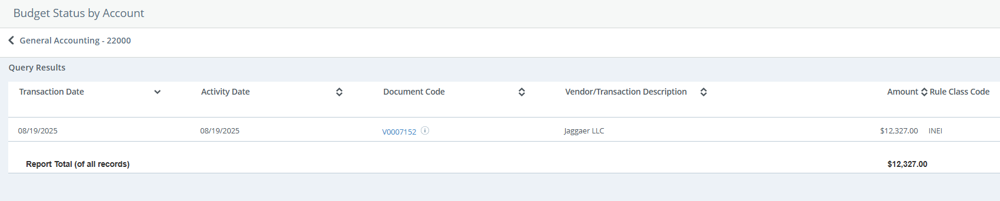 Budget Status by Account
General Accounting - 22000
Query Results
Transaction Date Activity Date Document Code Vendor/Transaction Description Amount Rule Class Code
08/19/2025 08/19/2025 V0007152 Jaggaer LLC $12,327.00 INEI
Report Total (of all records) $12,327.00